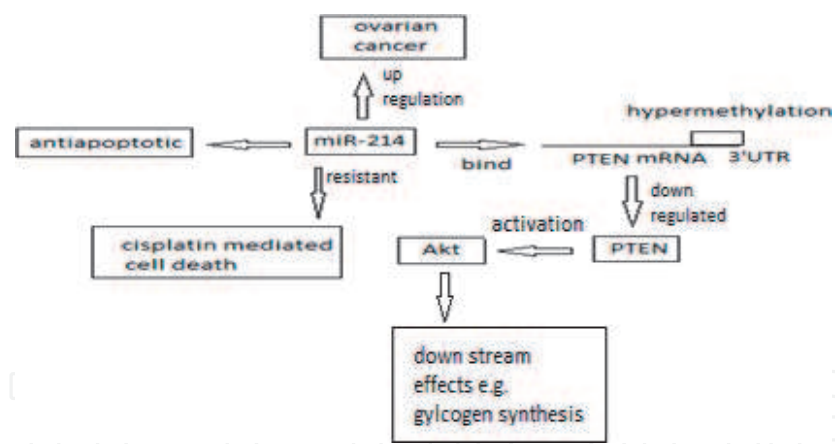 ovarian
cancer
up
regulation
hypermethylation
antiapoptotic
miR-214
bind
PTEN mRNA 3'UTR
resistant
down
regulated
cisplatin mediated
cell death
activation
Akt
PTEN
down stream
effects e.g.
gylcogen synthesis